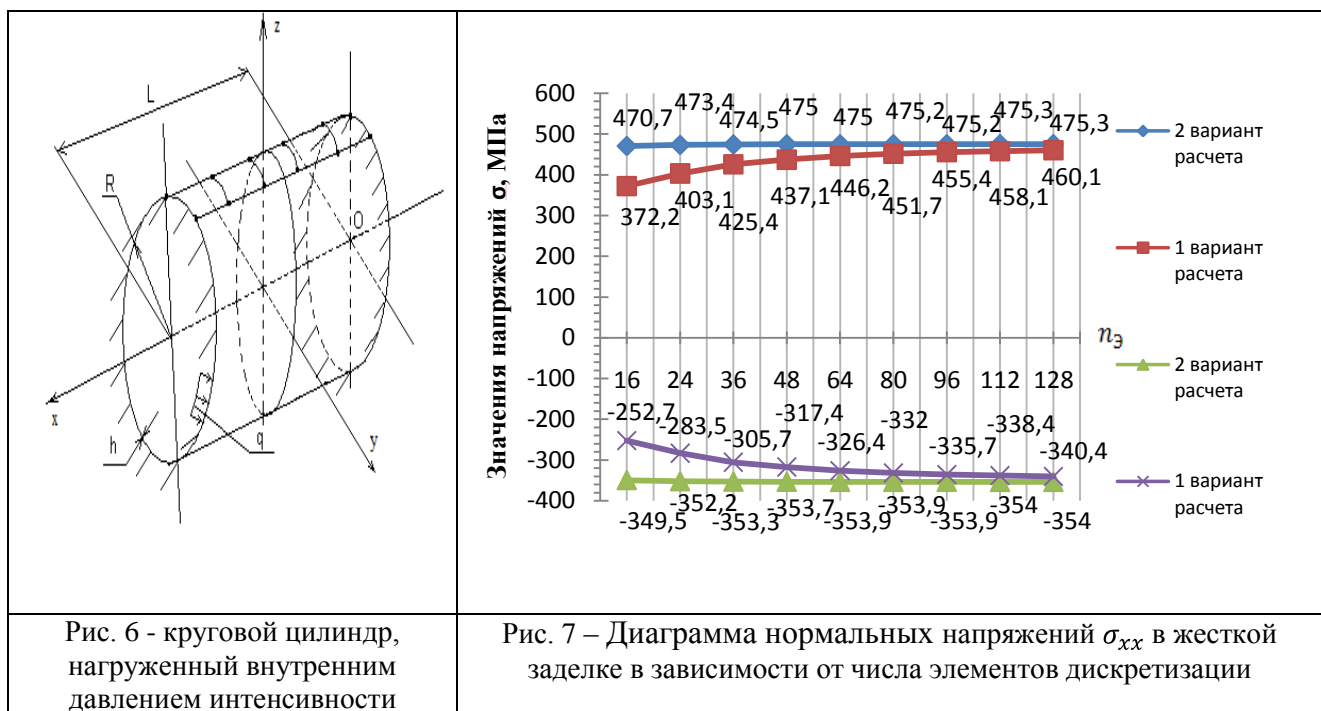 z
L
R
O
x
h
q
y
Значения напряжений σ, МПа
600
500
400
300
200
100
0
-100
-200
-300
-400
470,7
473,4
474,5
475
475
475,2
475,2
475,3
475,3
372,2
403,1
425,4
437,1
446,2
451,7
455,4
458,1
460,1
nэ
16 24 36 48 64 80 96 112 128
-252,7
-283,5
-305,7
-317,4
-326,4
-332
-335,7
-338,4
-340,4
-349,5
-352,2
-353,3
-353,7
-353,9
-353,9
-353,9
-354
-354
2 вариант
расчета
1 вариант
расчета
2 вариант
расчета
1 вариант
расчета
Рис. 6 - круговой цилиндр,
нагруженный внутренним
давлением интенсивности
Рис. 7 – Диаграмма нормальных напряжений σxx в жесткой
заделке в зависимости от числа элементов дискретизации